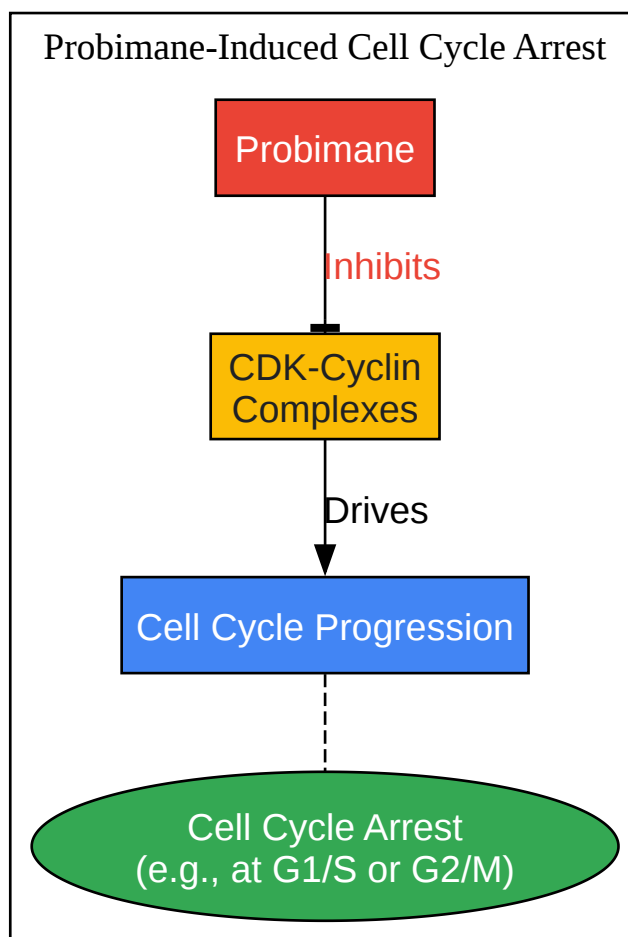 Probimane-Induced Cell Cycle Arrest
Probimane
Inhibits
CDK-Cyclin
Complexes
Drives
Cell Cycle Progression
Cell Cycle Arrest
(e.g., at G1/S or G2/M)